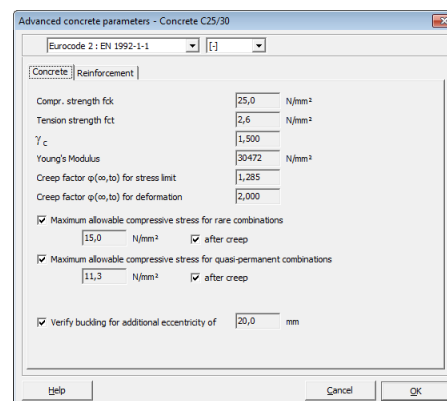 Advanced concrete parameters - Concrete C25/30
Eurocode 2 : EN 1992-1-1 [-]
Concrete Reinforcement
Compr. strength fck 25,0 N/mm²
Tension strength fct 2,6 N/mm²
γ c 1,500
Young's Modulus 30472 N/mm²
Creep factor φ(∞,to) for stress limit 1,285
Creep factor φ(∞,to) for deformation 2,000
Maximum allowable compressive stress for rare combinations
15,0 N/mm² after creep
Maximum allowable compressive stress for quasi-permanent combinations
11,3 N/mm² after creep
Verify buckling for additional eccentricity of 20,0 mm
Help Cancel OK